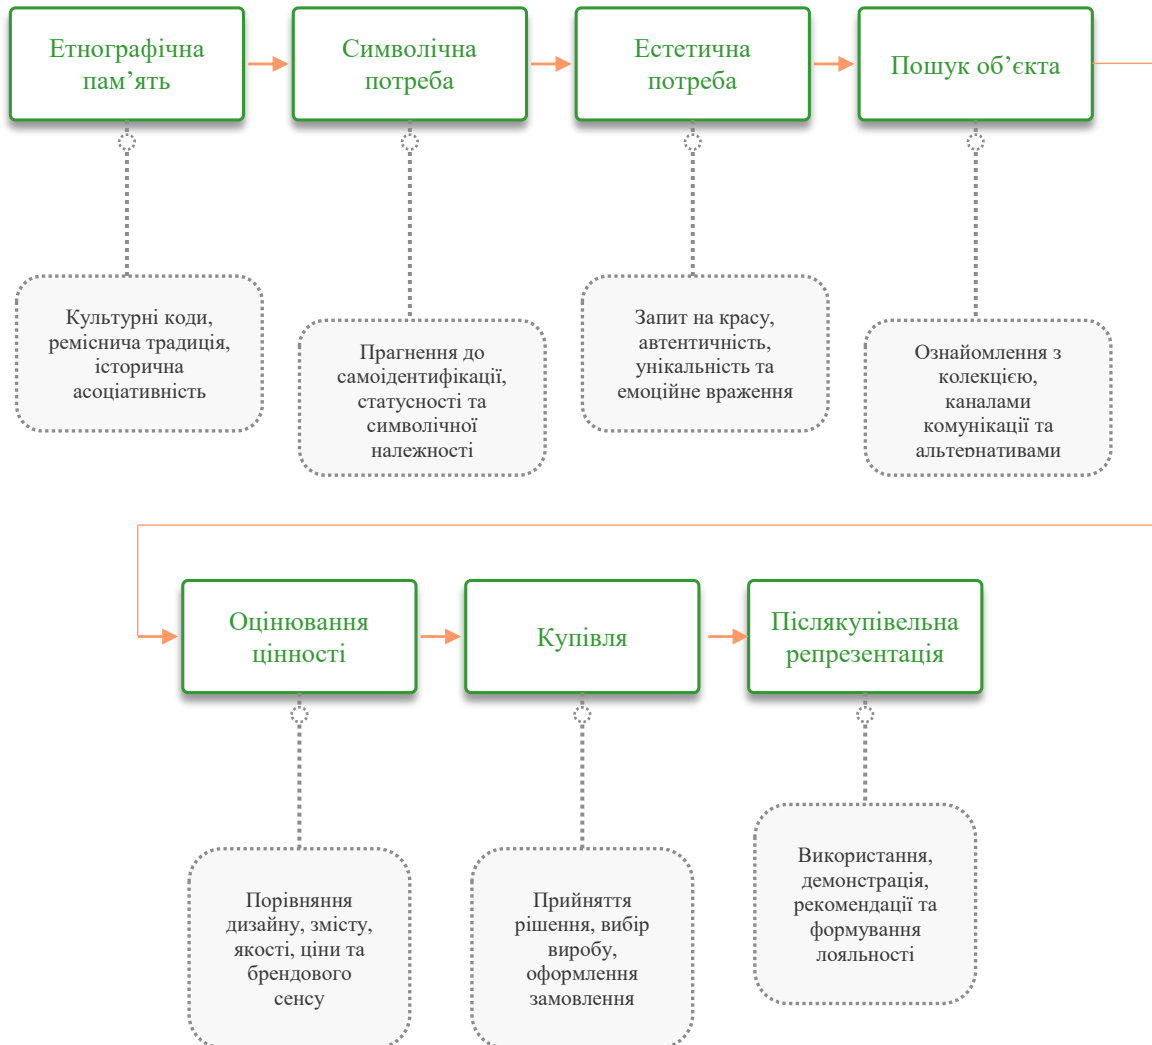 Етнографічна
пам’ять
Символічна
потреба
Естетична
потреба
Пошук об’єкта
Культурні коди,
реміснича традиція,
історична
асоціативність
Прагнення до
самоідентифікації,
статусності та
символічної
належності
Запит на красу,
автентичність,
унікальність та
емоційне враження
Ознайомлення з
колекцією,
каналами
комунікації та
альтернативами
Оцінювання
цінності
Купівля
Післякупівельна
репрезентація
Порівняння
дизайну, змісту,
якості, ціни та
брендового
сенсу
Прийняття
рішення, вибір
виробу,
оформлення
замовлення
Використання,
демонстрація,
рекомендації та
формування
лояльності